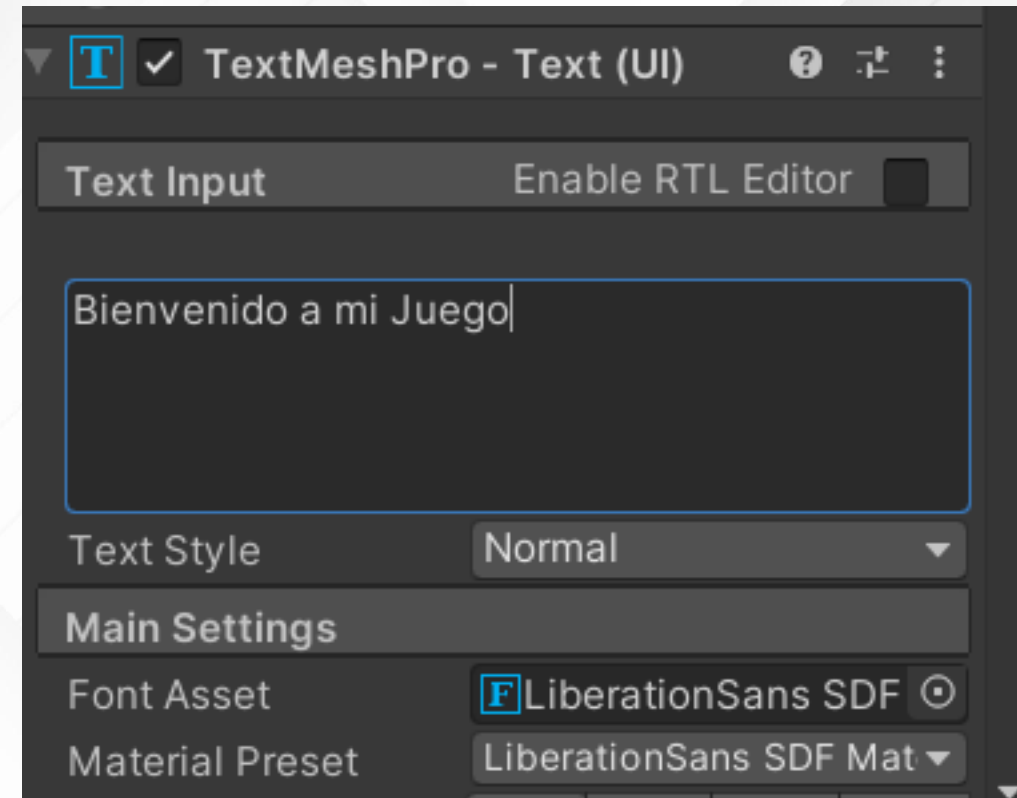 T TextMeshPro - Text (UI)
Text Input Enable RTL Editor
Bienvenido a mi Juego
Text Style Normal
Main Settings
Font Asset F LiberationSans SDF
Material Preset LiberationSans SDF Mat